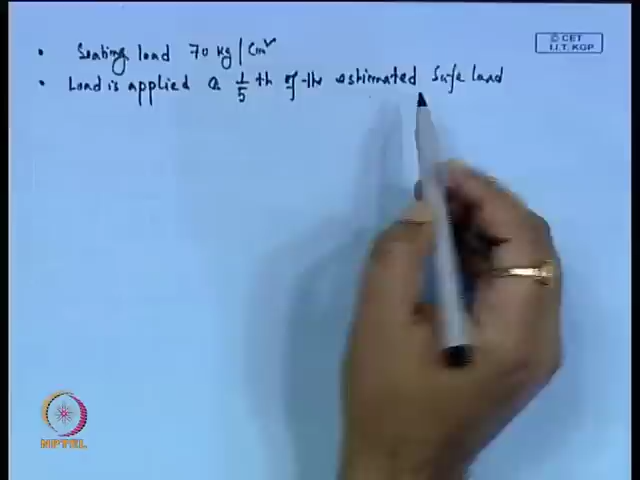 • Seating load 70 kg/cm²
• Load is applied @ 1/5 th of the estimated safe load
© CET
I.I.T. KGP
NPTEL